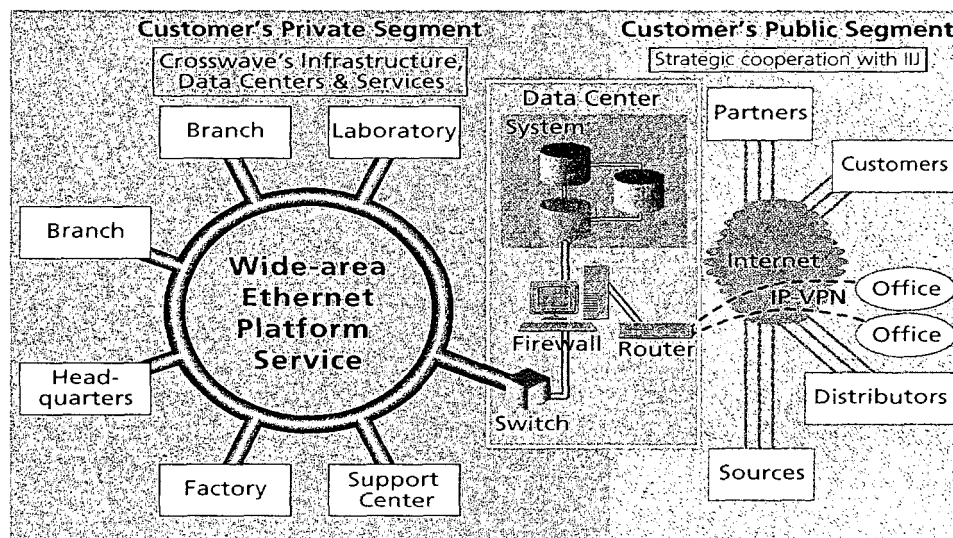 Customer's Private Segment
Crosswave's Infrastructure,
Data Centers & Services
Branch
Laboratory
Branch
Wide-area
Ethernet
Platform
Service
Head-
quarters
Factory
Support
Center
Data Center
System
Firewall
Router
Switch
Customer's Public Segment
Strategic cooperation with IIJ
Partners
Customers
Internet
IP VPN
Office
Office
Distributors
Sources